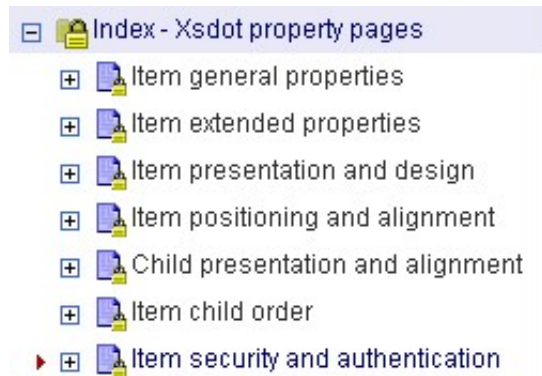 Index - Xsdot property pages
Item general properties
Item extended properties
Item presentation and design
Item positioning and alignment
Child presentation and alignment
Item child order
Item security and authentication